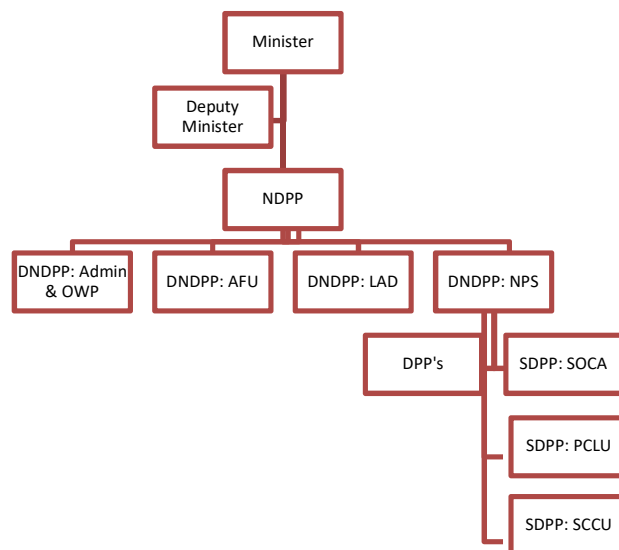 Minister
Deputy
Minister
NDPP
DNDPP: Admin
& OWP
DNDPP: AFU
DNDPP: LAD
DNDPP: NPS
DPP's
SDPP: SOCA
SDPP: PCLU
SDPP: SCCU